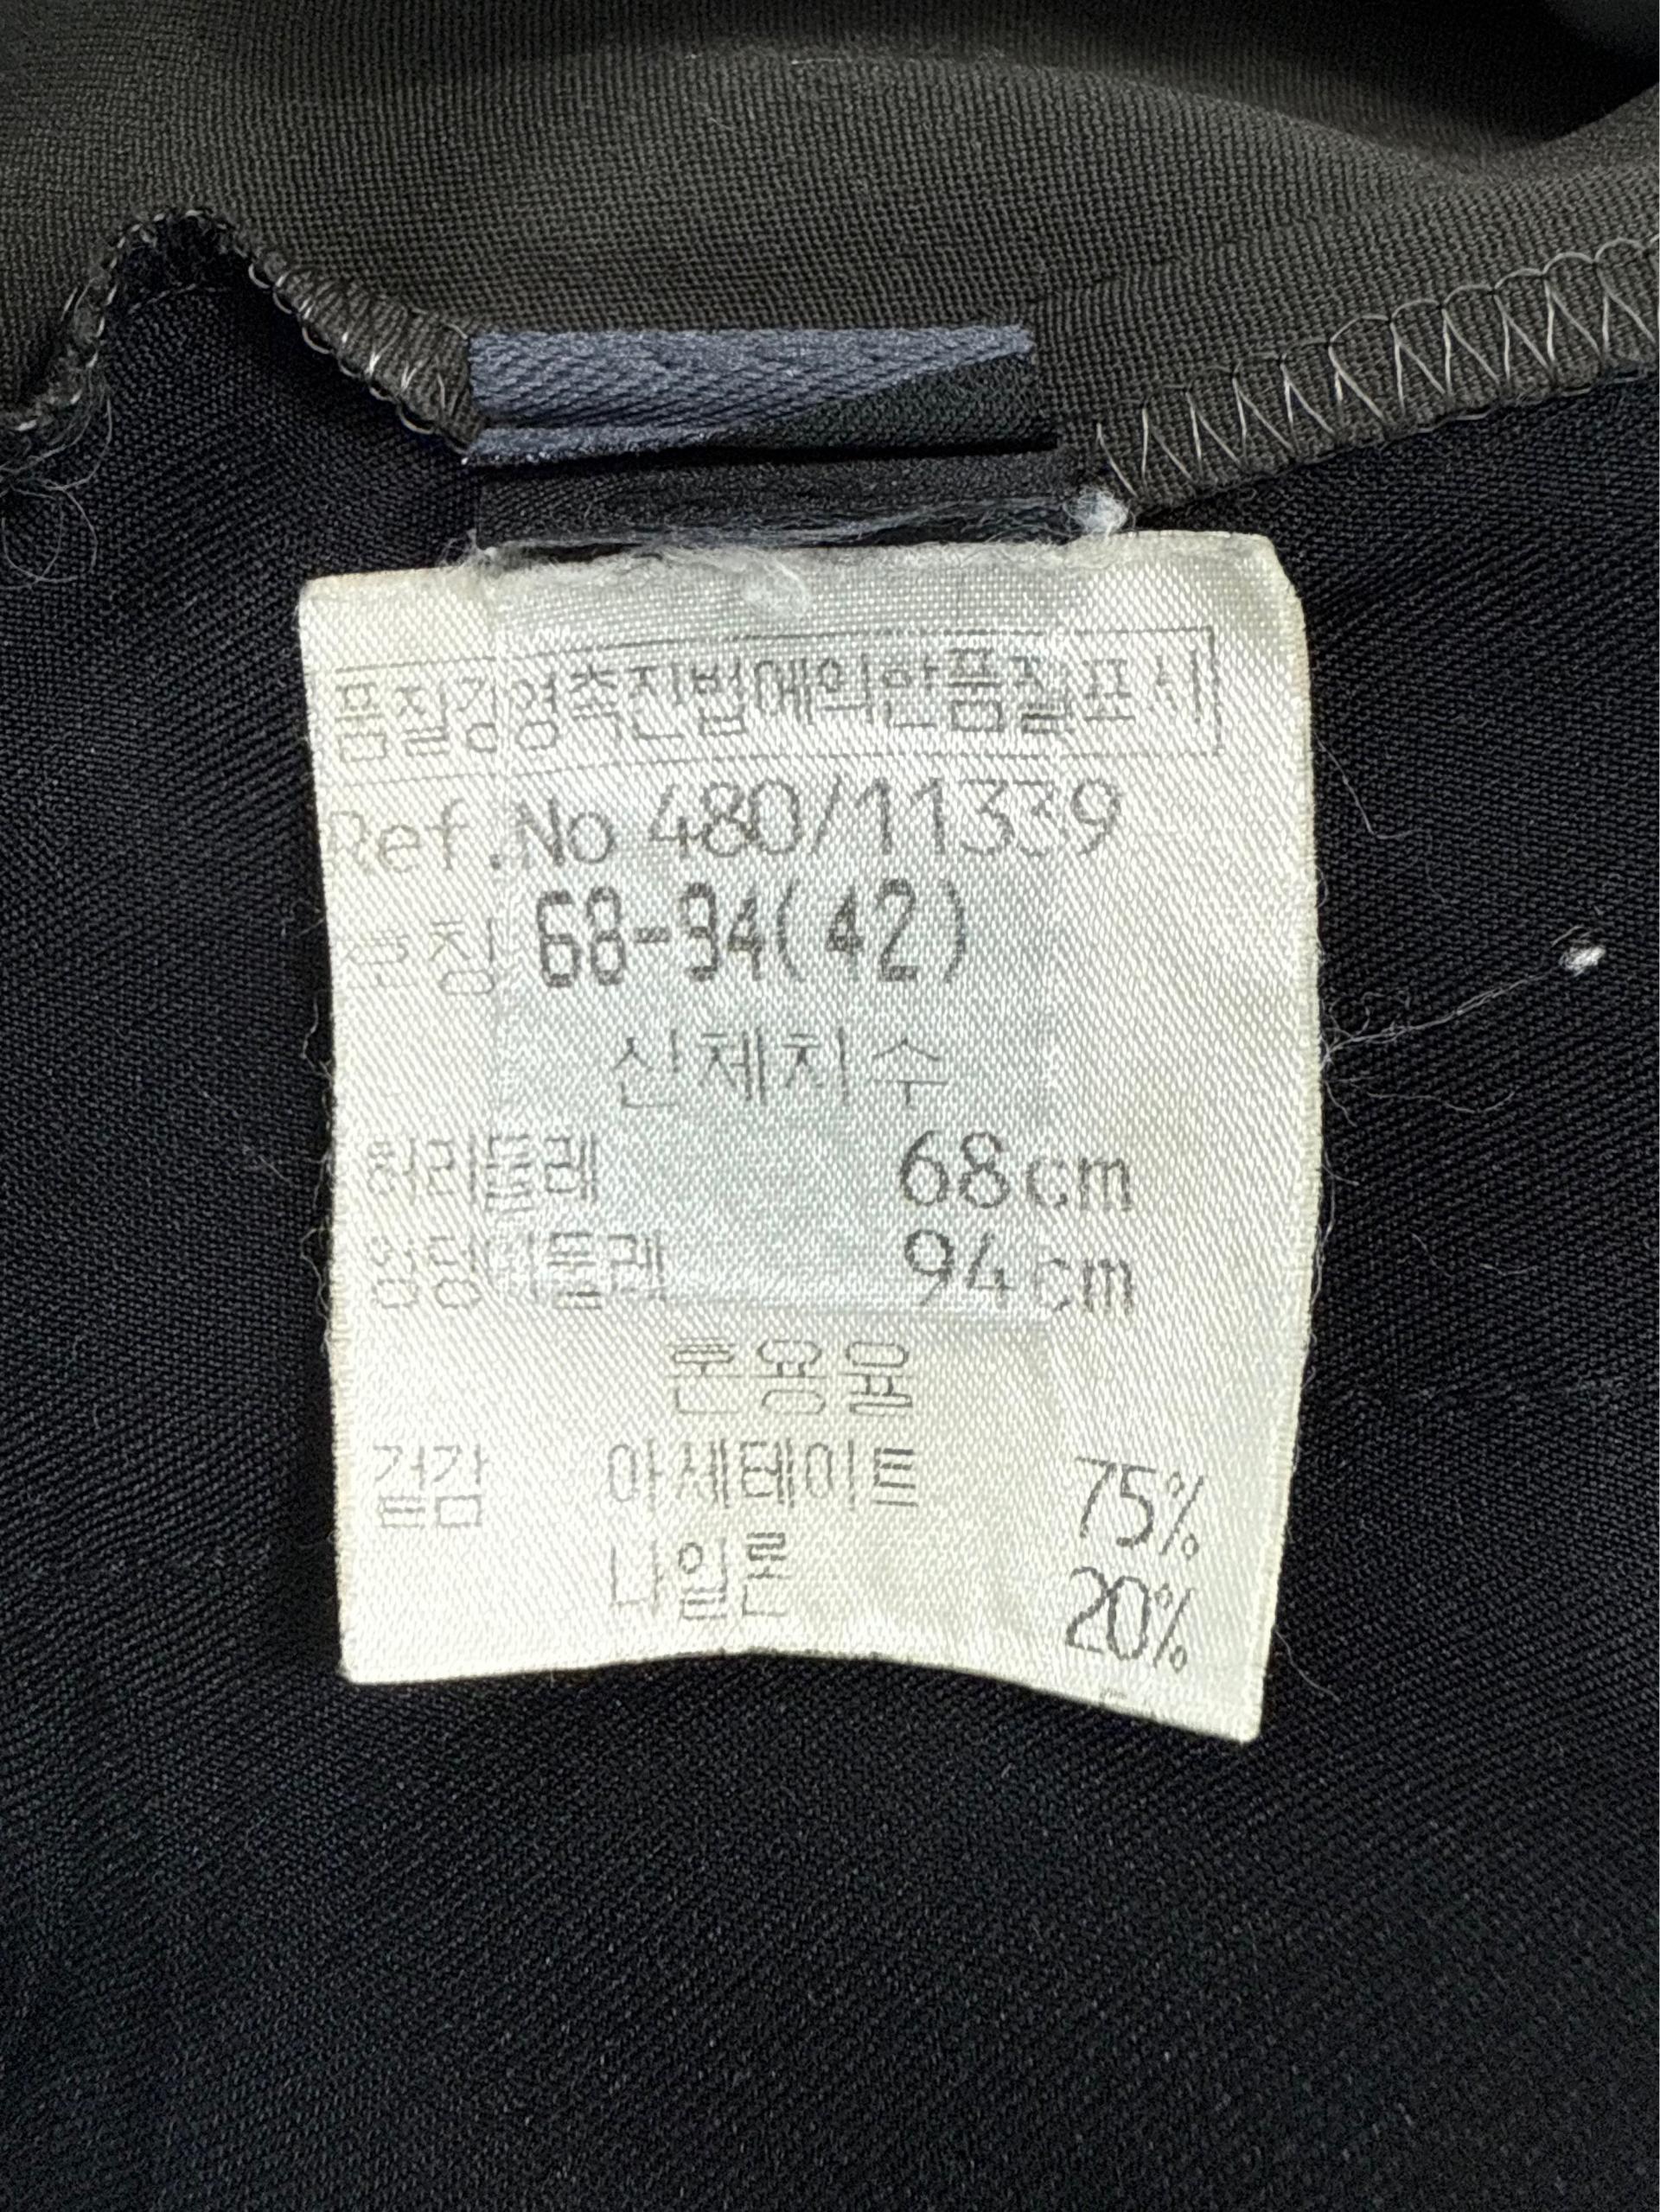 품질경영촉진법에의한품질표시
Ref.No 480/11339
호칭 68-94(42)
신체치수
허리둘레 68cm
엉덩이둘레 94cm
혼용율
겉감 아세테이트 75%
나일론 20%